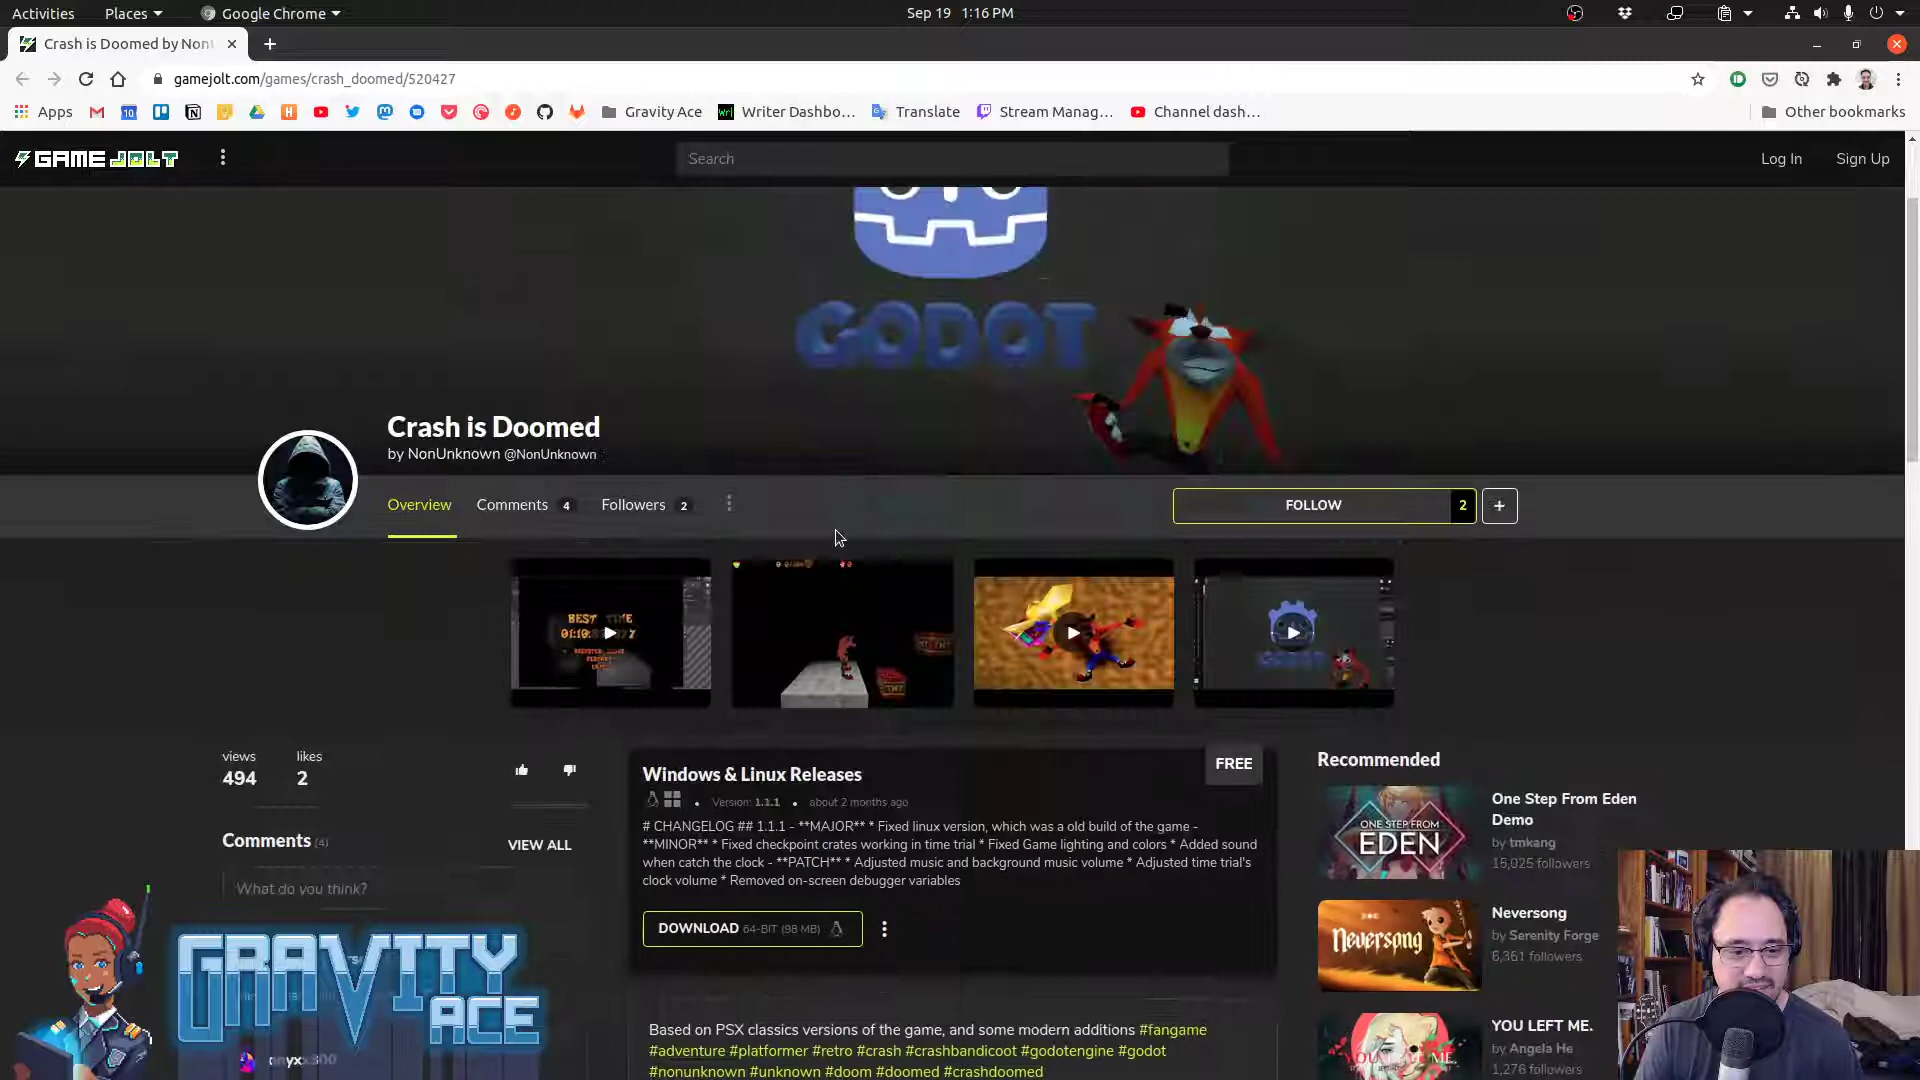 Activities Places Google Chrome Sep 19 1:16 PM
Crash is Doomed by Non
gamejolt.com/games/crash_doomed/520427
Apps Gravity Ace Writer Dashbo... Translate Stream Manag... Channel dash... Other bookmarks
GAME JOLT Search Log In Sign Up
GODOT
Crash is Doomed
by NonUnknown @NonUnknown
Overview Comments 4 Followers 2 FOLLOW 2 +
BEST TIME
views likes
494 2
Windows & Linux Releases FREE
Version: 1.1.1 • about 2 months ago
# CHANGELOG ## 1.1.1 - **MAJOR** * Fixed linux version, which was a old build of the game -
**MINOR** * Fixed checkpoint crates working in time trial * Fixed Game lighting and colors * Added sound
when catch the clock - **PATCH** * Adjusted music and background music volume * Adjusted time trial's
clock volume * Removed on-screen debugger variables
DOWNLOAD 64-BIT (98 MB)
Comments (4) VIEW ALL
What do you think?
GRAVITY
ACE
Based on PSX classics versions of the game, and some modern additions #fangame
#adventure #platformer #retro #crash #crashbandicoot #godotengine #godot
#nonunknown #unknown #doom #doomed #crashdoomed
Recommended
ONE STEP FROM
EDEN
One Step From Eden
Demo
by tmkang
15,025 followers
Neversong
Neversong
by Serenity Forge
6,361 followers
YOU LEFT ME.
YOU LEFT ME.
by Angela He
1,276 followers